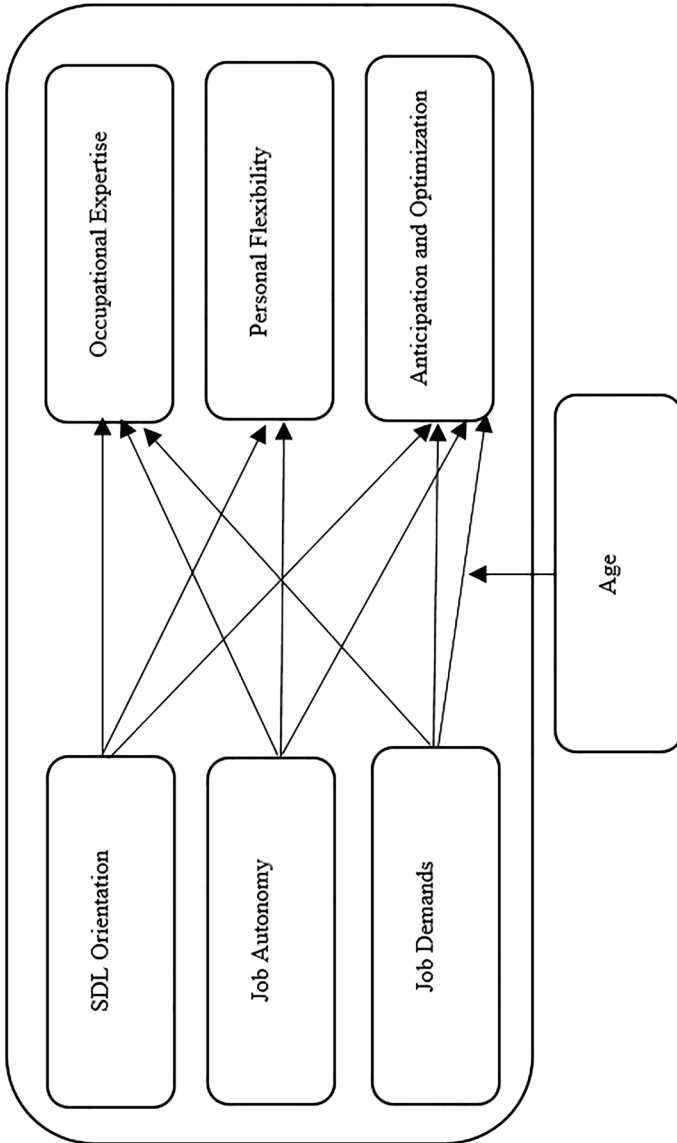 SDL Orientation
Occupational Expertise
Job Autonomy
Personal Flexibility
Job Demands
Anticipation and Optimization
Age